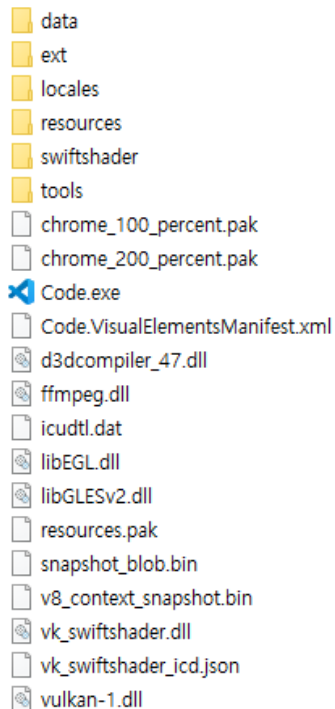 data
ext
locales
resources
swiftshader
tools
chrome_100_percent.pak
chrome_200_percent.pak
Code.exe
Code.VisualElementsManifest.xml
d3dcompiler_47.dll
ffmpeg.dll
icudtl.dat
libEGL.dll
libGLESv2.dll
resources.pak
snapshot_blob.bin
v8_context_snapshot.bin
vk_swiftshader.dll
vk_swiftshader_icd.json
vulkan-1.dll